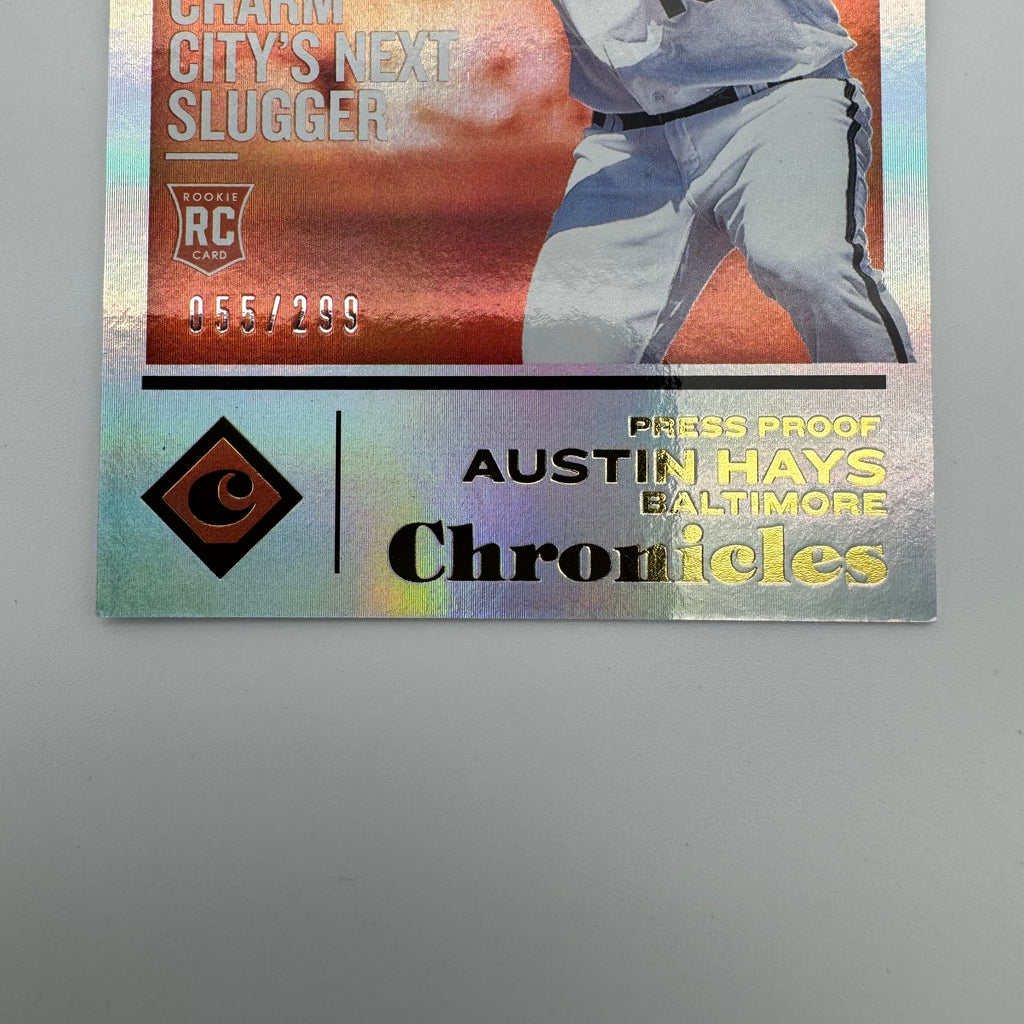 CHARM
CITY'S NEXT
SLUGGER
ROOKIE
RC
CARD
055/299
PRESS PROOF
AUSTIN HAYS
BALTIMORE
C
Chronicles